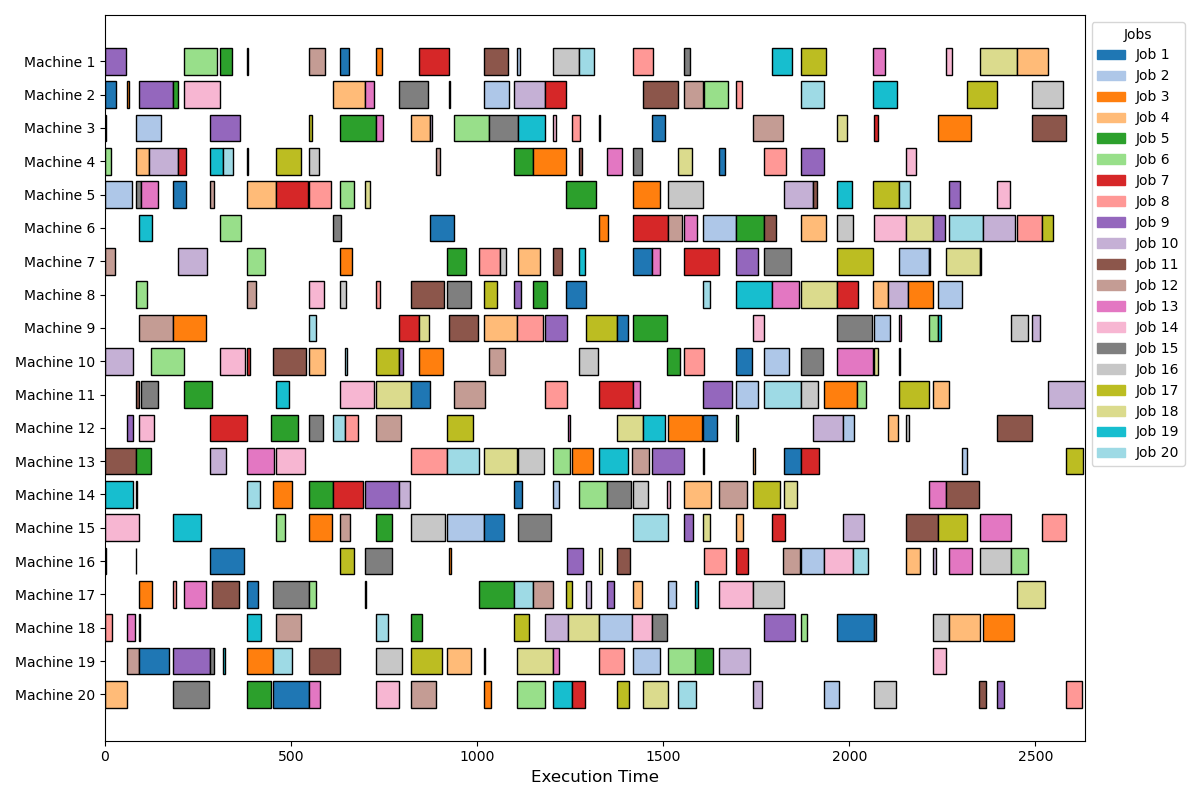 Machine 1
Machine 2
Machine 3
Machine 4
Machine 5
Machine 6
Machine 7
Machine 8
Machine 9
Machine 10
Machine 11
Machine 12
Machine 13
Machine 14
Machine 15
Machine 16
Machine 17
Machine 18
Machine 19
Machine 20
0 500 1000 1500 2000 2500
Execution Time
Jobs
Job 1
Job 2
Job 3
Job 4
Job 5
Job 6
Job 7
Job 8
Job 9
Job 10
Job 11
Job 12
Job 13
Job 14
Job 15
Job 16
Job 17
Job 18
Job 19
Job 20